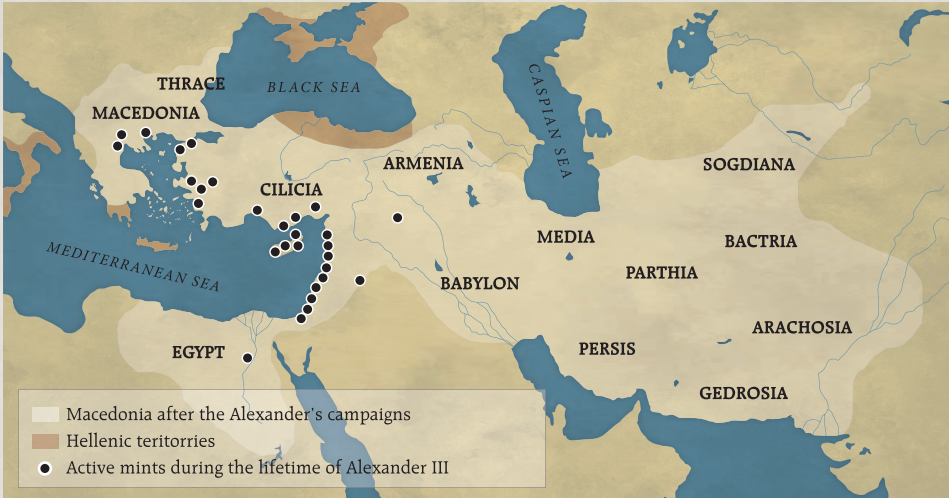 THRACE
BLACK SEA
CASPIAN SEA
MACEDONIA
ARMENIA
SOGDIANA
CILICIA
MEDIA
BACTRIA
MEDITERRANEAN SEA
PARTHIA
BABYLON
ARACHOSIA
EGYPT
PERSIS
GEDROSIA
Macedonia after the Alexander's campaigns
Hellenic territorries
Active mints during the lifetime of Alexander III